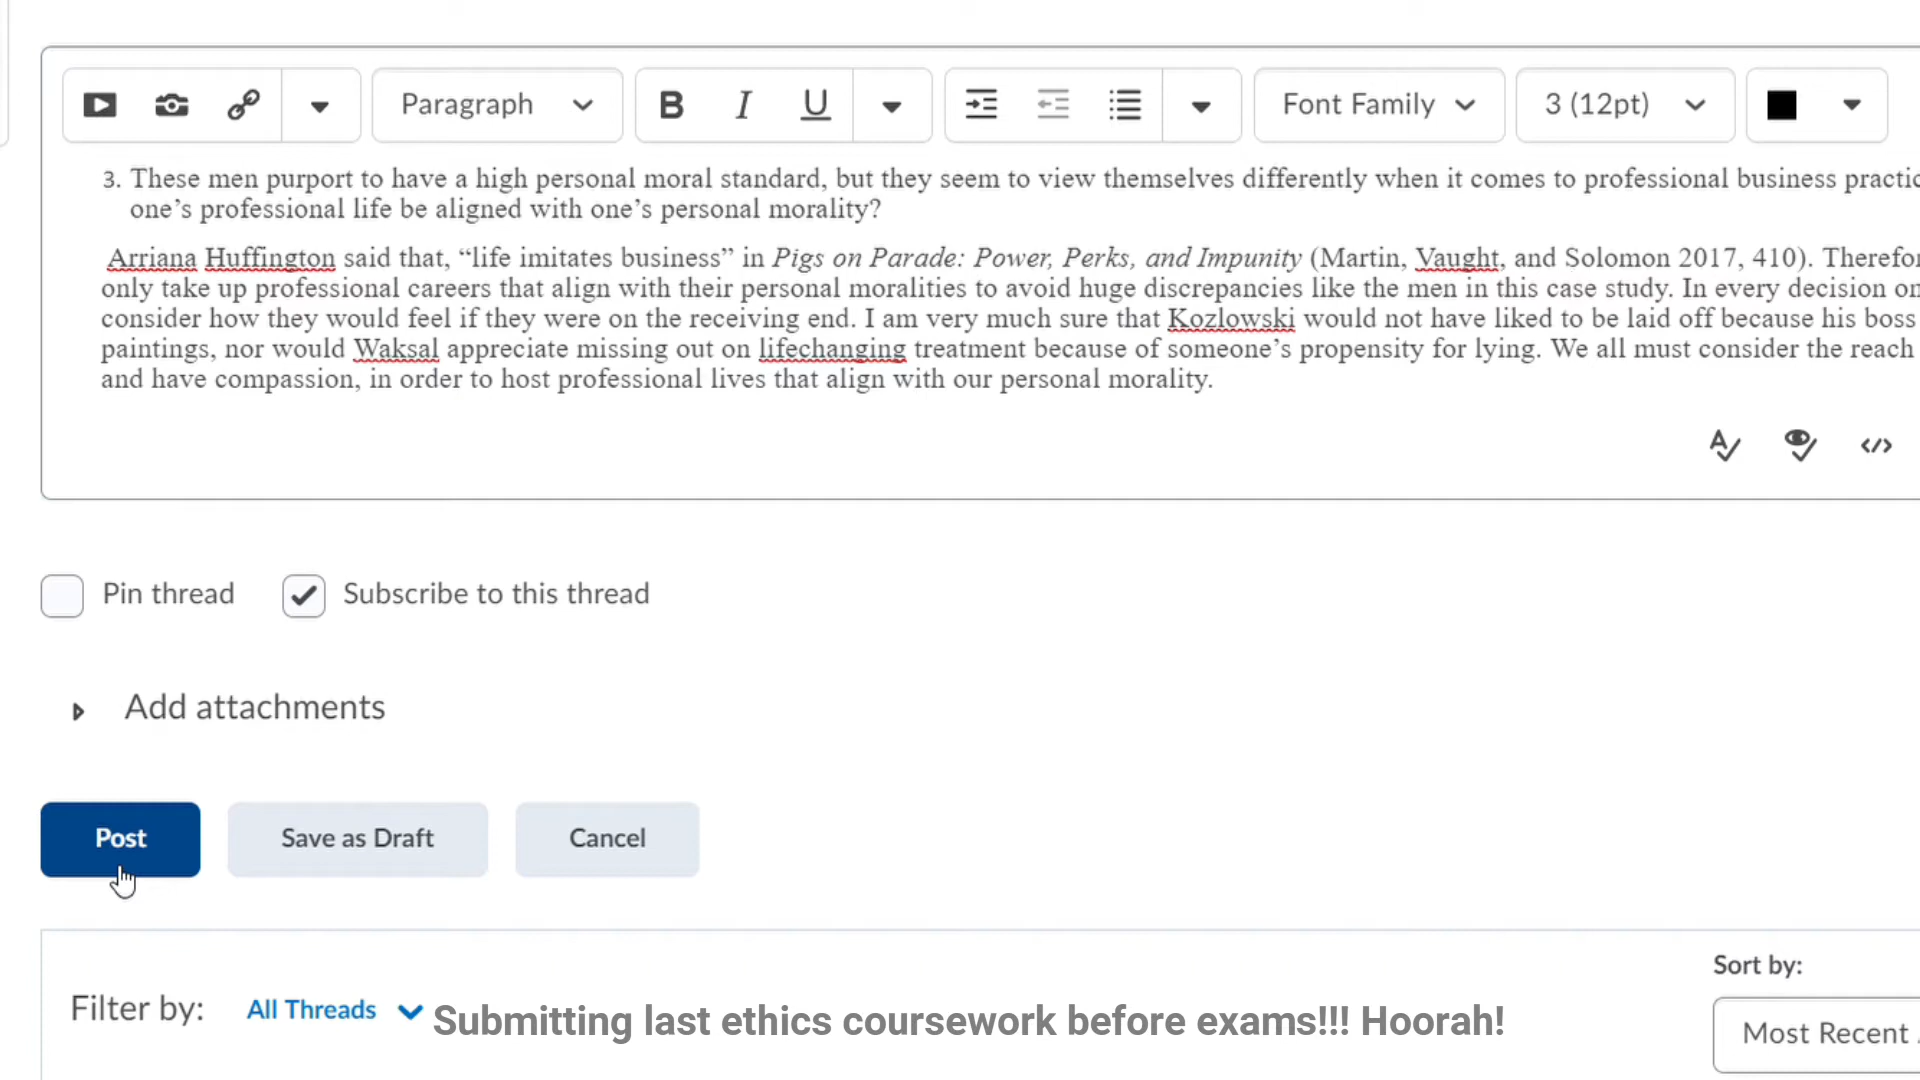 Paragraph B I U Font Family 3 (12pt)
3. These men purport to have a high personal moral standard, but they seem to view themselves differently when it comes to professional business
one’s professional life be aligned with one’s personal morality?
Arriana Huffington said that, “life imitates business” in Pigs on Parade: Power, Perks, and Impunity (Martin, Vaught, and Solomon 2017, 410).
only take up professional careers that align with their personal moralities to avoid huge discrepancies like the men in this case study. In every decision
consider how they would feel if they were on the receiving end. I am very much sure that Kozlowski would not have liked to be laid off because his boss
paintings, nor would Waksal appreciate missing out on lifechanging treatment because of someone’s propensity for lying. We all must consider the reach
and have compassion, in order to host professional lives that align with our personal morality.
Pin thread Subscribe to this thread
Add attachments
Post Save as Draft Cancel
Sort by:
Filter by: All Threads
Submitting last ethics coursework before exams!!! Hoorah!
Most Recent